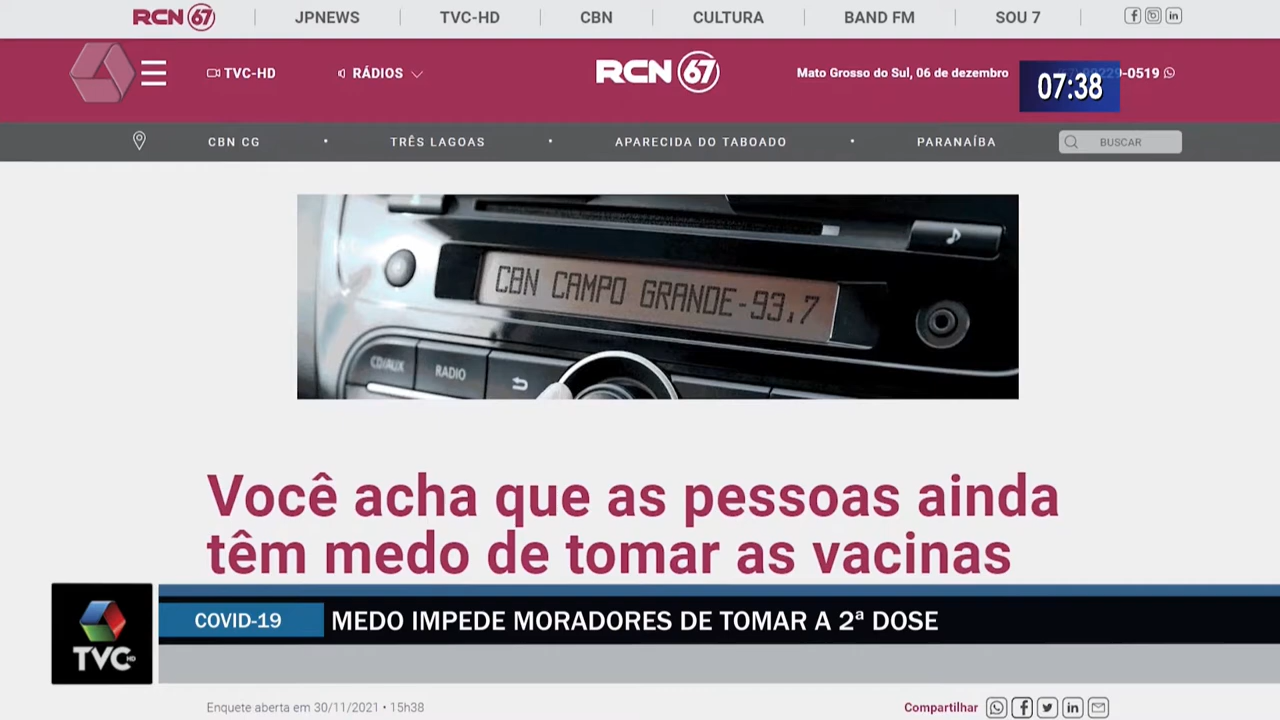 RCN 67 JPNEWS TVC-HD CBN CULTURA BAND FM SOU 7
TVC-HD RÁDIOS RCN 67 Mato Grosso do Sul, 06 de dezembro 07:38 -0519
CBN CG • TRÊS LAGOAS • APARECIDA DO TABOADO • PARANAÍBA BUSCAR
CBN CAMPO GRANDE-93,7
CD/AUX RADIO
Você acha que as pessoas ainda
têm medo de tomar as vacinas
COVID-19 MEDO IMPEDE MORADORES DE TOMAR A 2ª DOSE
TVC HD
Enquete aberta em 30/11/2021 • 15h38 Compartilhar